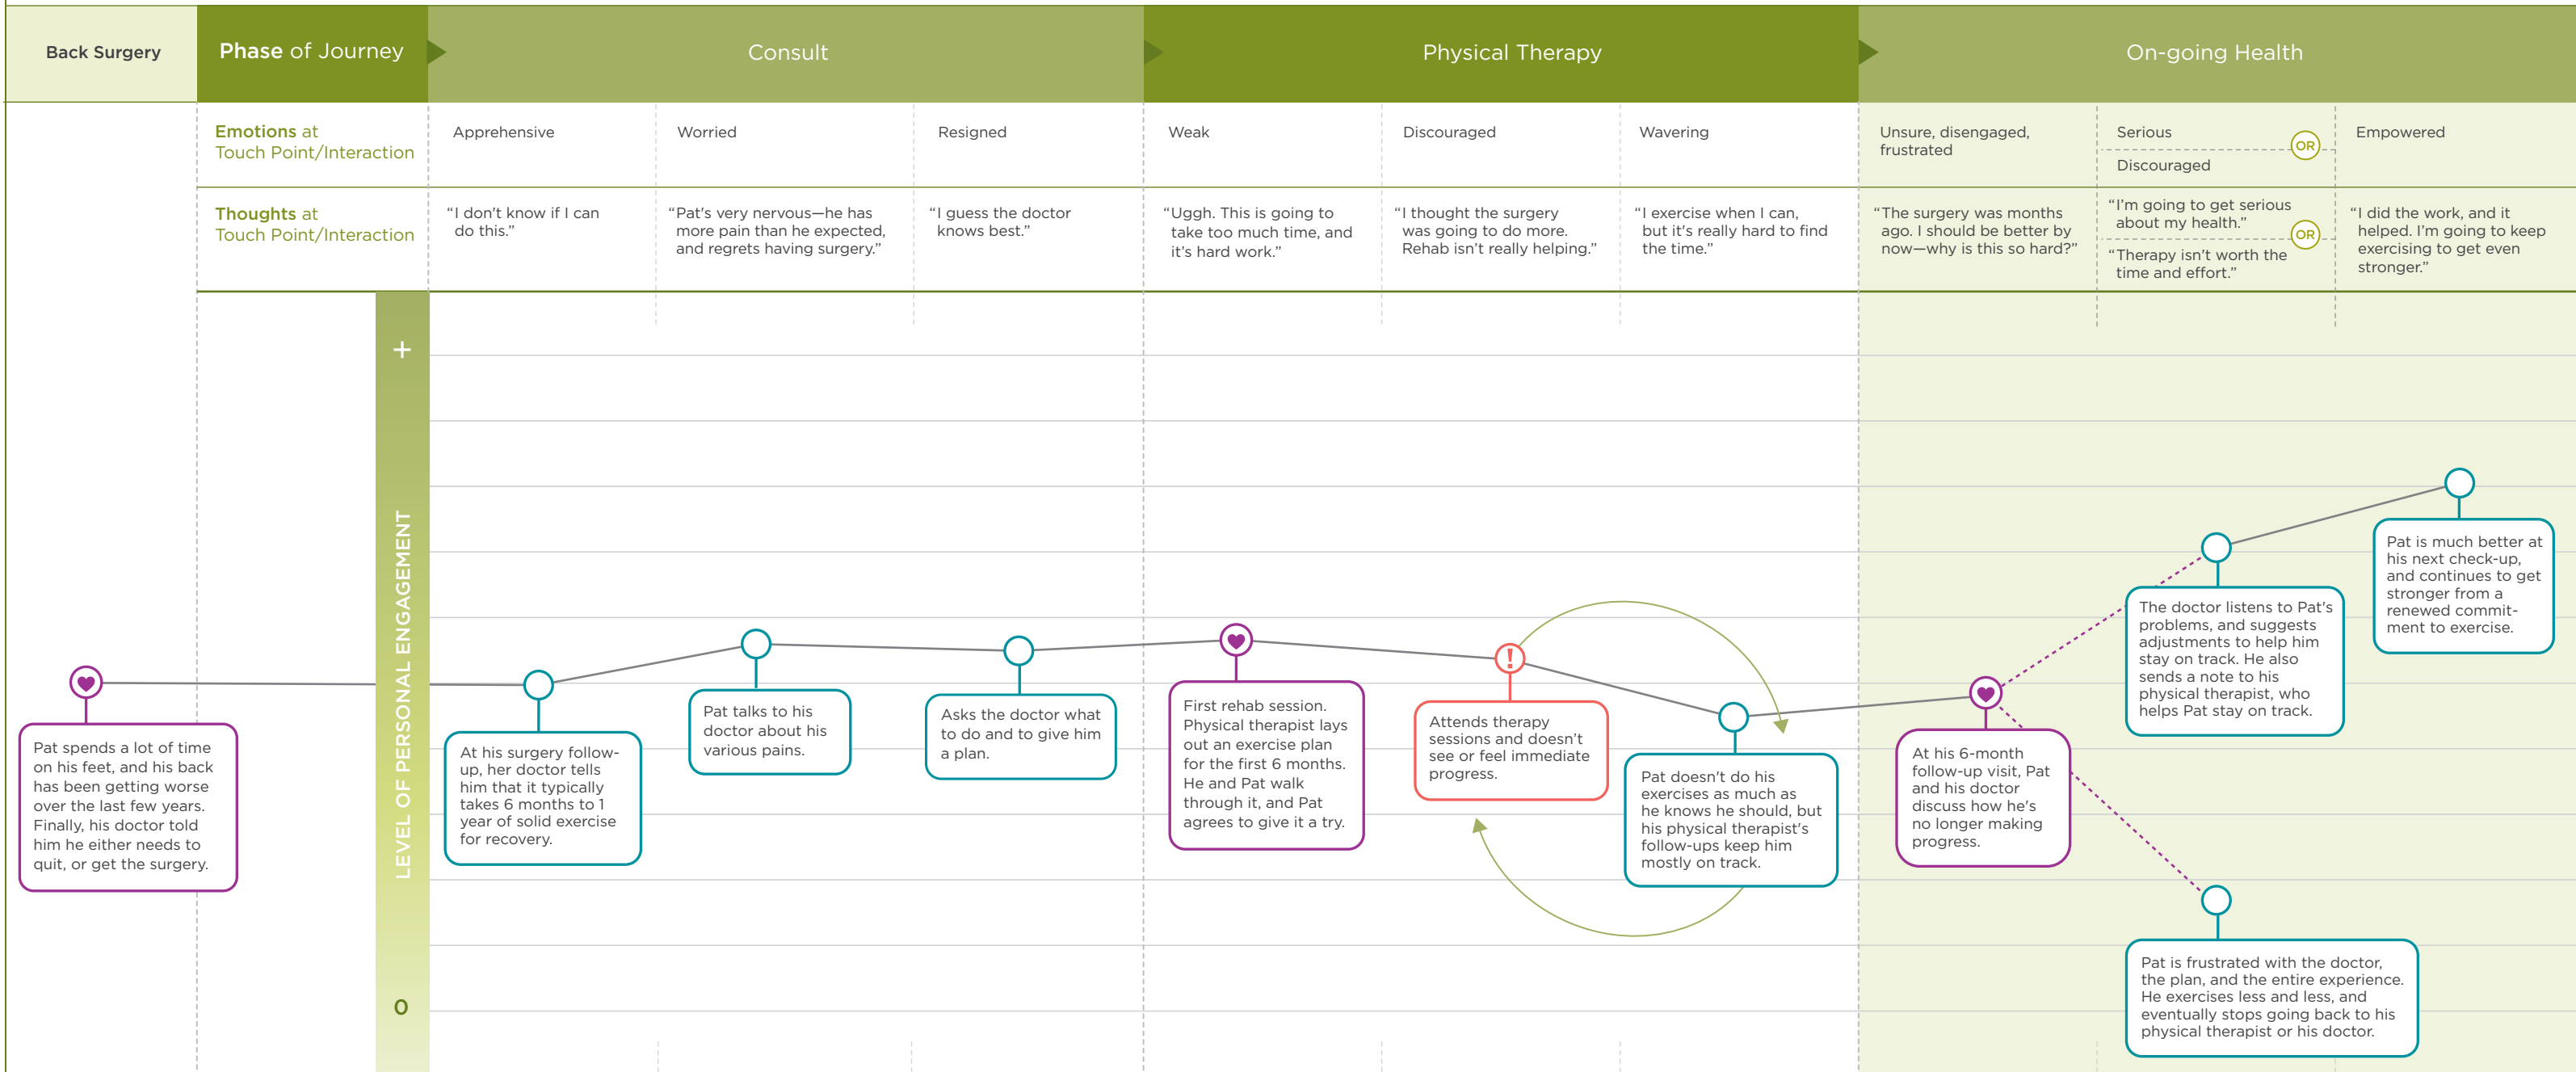 Back Surgery
Phase of Journey
Consult
Physical Therapy
On-going Health
Emotions at
Touch Point/Interaction
Apprehensive
Worried
Resigned
Weak
Discouraged
Wavering
Unsure, disengaged,
frustrated
Serious
OR
Discouraged
Empowered
Thoughts at
Touch Point/Interaction
“I don't know if I can
do this.”
“Pat's very nervous—he has
more pain than he expected,
and regrets having surgery.”
“I guess the doctor
knows best.”
“Uggh. This is going to
take too much time, and
it's hard work.”
“I thought the surgery
was going to do more.
Rehab isn’t really helping.”
“I exercise when I can,
but it's really hard to find
the time.”
“The surgery was months
ago. I should be better by
now—why is this so hard?”
“I’m going to get serious
about my health.”
OR
“Therapy isn't worth the
time and effort.”
“I did the work, and it
helped. I’m going to keep
exercising to get even
stronger.”
+
LEVEL OF PERSONAL ENGAGEMENT
0
Pat spends a lot of time
on his feet, and his back
has been getting worse
over the last few years.
Finally, his doctor told
him he either needs to
quit, or get the surgery.
At his surgery follow-
up, her doctor tells
him that it typically
takes 6 months to 1
year of solid exercise
for recovery.
Pat talks to his
doctor about his
various pains.
Asks the doctor what
to do and to give him
a plan.
First rehab session.
Physical therapist lays
out an exercise plan
for the first 6 months.
He and Pat walk
through it, and Pat
agrees to give it a try.
!
Attends therapy
sessions and doesn’t
see or feel immediate
progress.
Pat doesn't do his
exercises as much as
he knows he should, but
his physical therapist's
follow-ups keep him
mostly on track.
At his 6-month
follow-up visit, Pat
and his doctor
discuss how he's
no longer making
progress.
The doctor listens to Pat's
problems, and suggests
adjustments to help him
stay on track. He also
sends a note to his
physical therapist, who
helps Pat stay on track.
Pat is much better at
his next check-up,
and continues to get
stronger from a
renewed commit-
ment to exercise.
Pat is frustrated with the doctor,
the plan, and the entire experience.
He exercises less and less, and
eventually stops going back to his
physical therapist or his doctor.